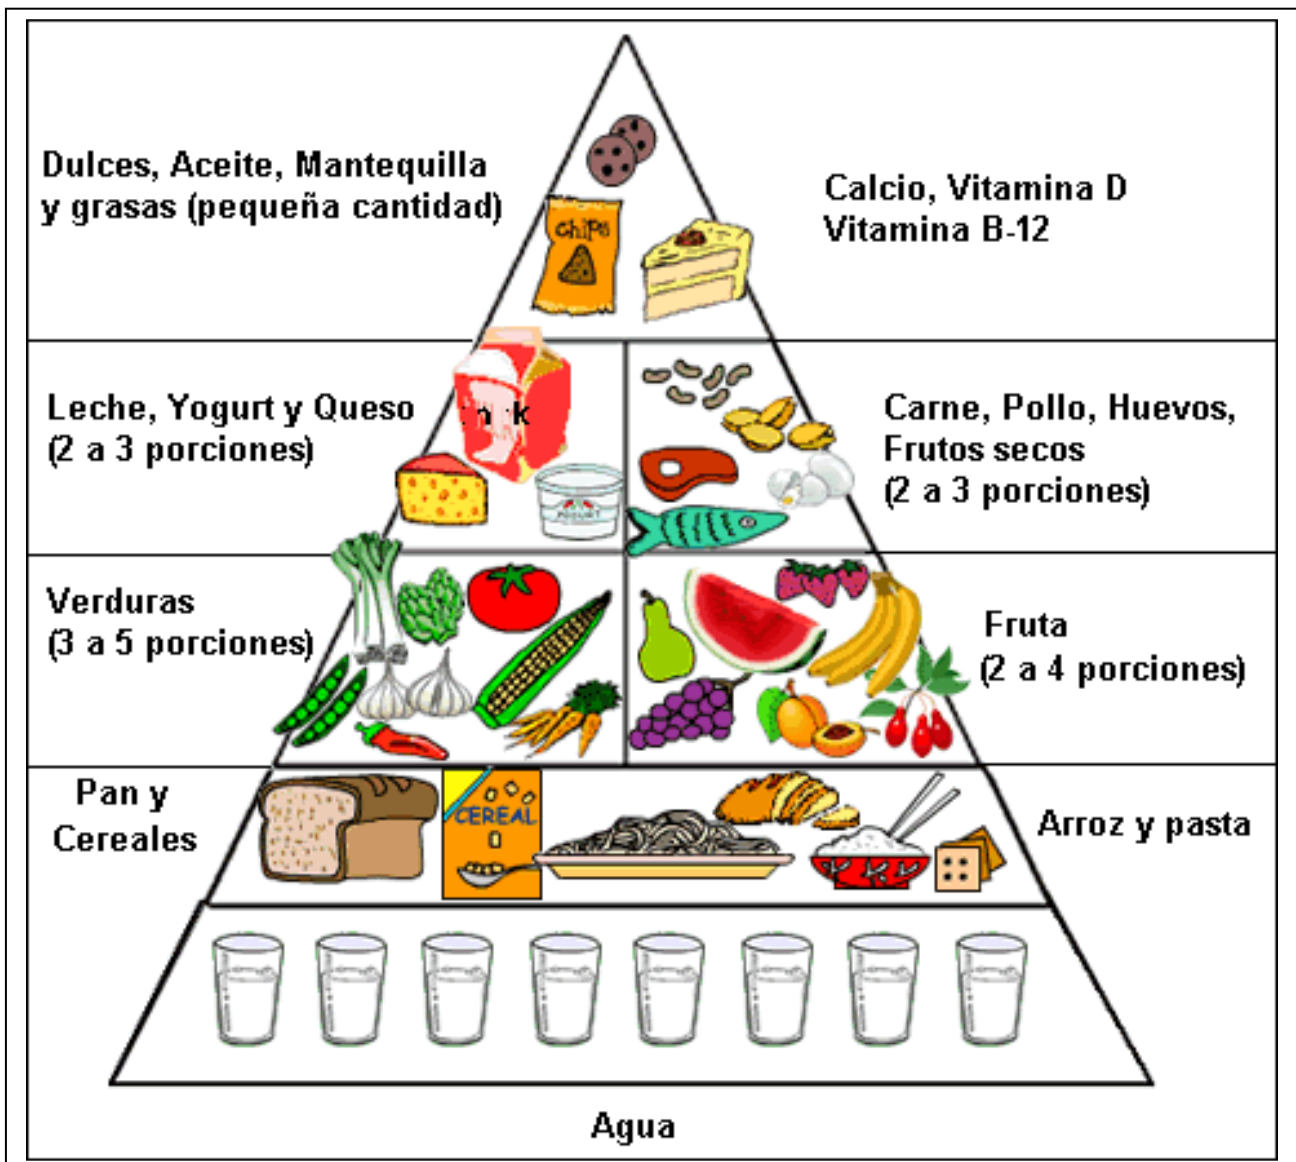 Dulces, Aceite, Mantequilla
y grasas (pequeña cantidad)
Calcio, Vitamina D
Vitamina B-12
chips
Leche, Yogurt y Queso
(2 a 3 porciones)
Carne, Pollo, Huevos,
Frutos secos
(2 a 3 porciones)
YOGURT
Verduras
(3 a 5 porciones)
Fruta
(2 a 4 porciones)
Pan y
Cereales
CEREAL
Arroz y pasta
Agua